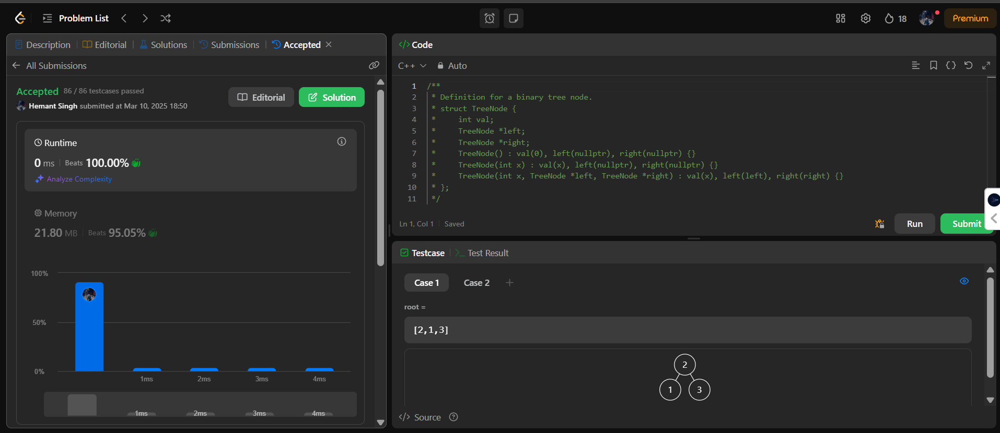 Problem List
18
Premium
Description
Editorial
Solutions
Submissions
Accepted
All Submissions
Accepted 86 / 86 testcases passed
Hemant Singh submitted at Mar 10, 2025 18:50
Editorial
Solution
Runtime
0 ms
Beats 100.00%
Analyze Complexity
Memory
21.80 MB
Beats 95.05%
100%
50%
0%
1ms
2ms
3ms
4ms
1ms
2ms
3ms
4ms
</> Code
C++
Auto
1 /**
2 * Definition for a binary tree node.
3 * struct TreeNode {
4 *     int val;
5 *     TreeNode *left;
6 *     TreeNode *right;
7 *     TreeNode() : val(0), left(nullptr), right(nullptr) {}
8 *     TreeNode(int x) : val(x), left(nullptr), right(nullptr) {}
9 *     TreeNode(int x, TreeNode *left, TreeNode *right) : val(x), left(left), right(right) {}
10 * };
11 */
Ln 1, Col 1
Saved
Run
Submit
Testcase
Test Result
Case 1
Case 2
root =
[2,1,3]
2
1
3
</> Source